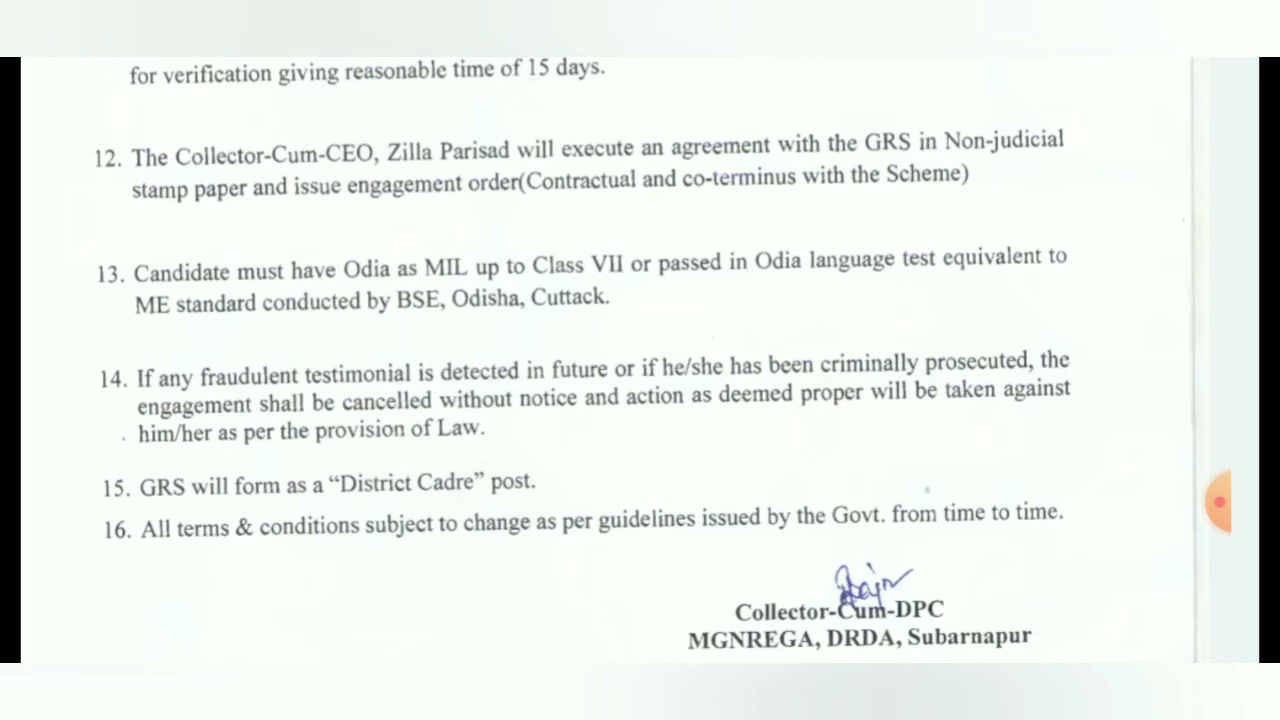 for verification giving reasonable time of 15 days.
12. The Collector-Cum-CEO, Zilla Parisad will execute an agreement with the GRS in Non-judicial
stamp paper and issue engagement order(Contractual and co-terminus with the Scheme)
13. Candidate must have Odia as MIL up to Class VII or passed in Odia language test equivalent to
ME standard conducted by BSE, Odisha, Cuttack.
14. If any fraudulent testimonial is detected in future or if he/she has been criminally prosecuted, the
engagement shall be cancelled without notice and action as deemed proper will be taken against
him/her as per the provision of Law.
15. GRS will form as a “District Cadre” post.
16. All terms & conditions subject to change as per guidelines issued by the Govt. from time to time.
Collector-Cum-DPC
MGNREGA, DRDA, Subarnapur